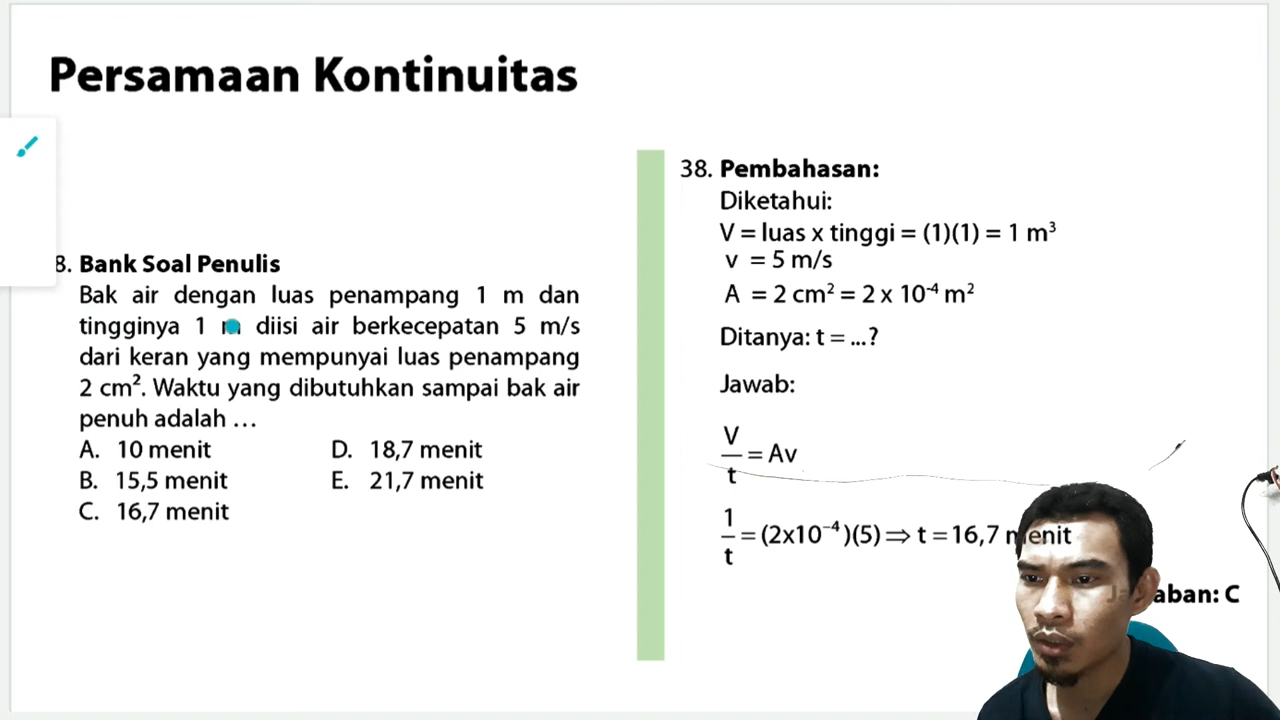 Persamaan Kontinuitas
8. Bank Soal Penulis
Bak air dengan luas penampang 1 m dan
tingginya 1 m diisi air berkecepatan 5 m/s
dari keran yang mempunyai luas penampang
2 cm². Waktu yang dibutuhkan sampai bak air
penuh adalah ...
A. 10 menit
B. 15,5 menit
C. 16,7 menit
D. 18,7 menit
E. 21,7 menit
38. Pembahasan:
Diketahui:
V = luas x tinggi = (1)(1) = 1 m³
v = 5 m/s
A = 2 cm² = 2 x 10⁻⁴ m²
Ditanya: t = ...?
Jawab:
V/t = Av
1/t = (2x10⁻⁴)(5) ⇒ t = 16,7 menit
Jawaban: C